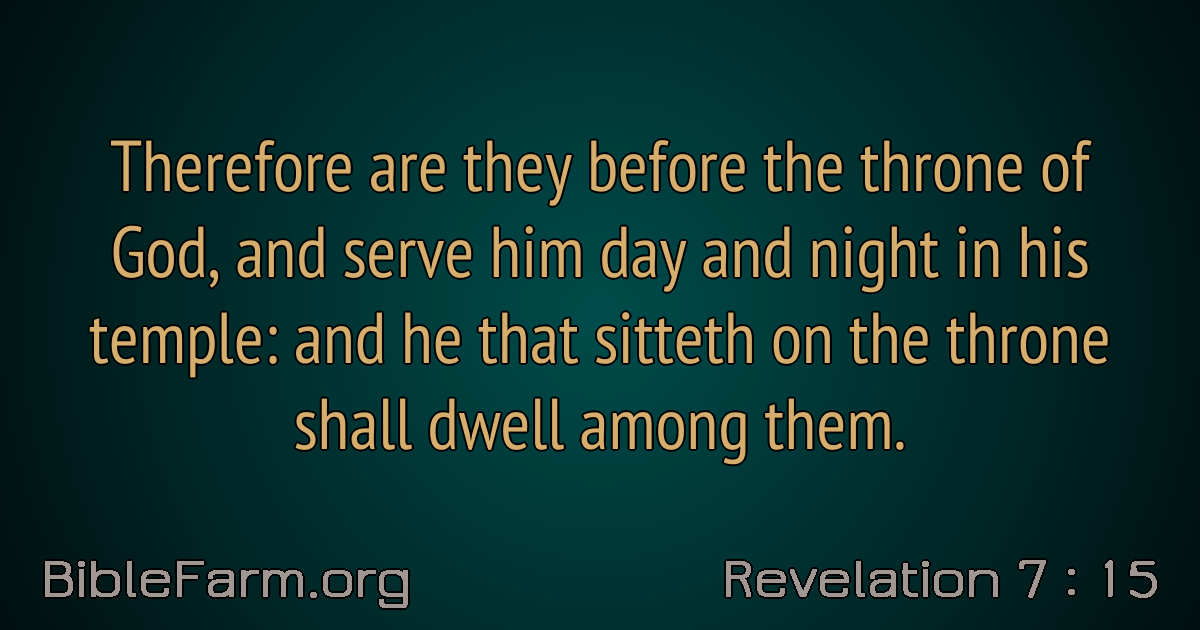 Therefore are they before the throne of
God, and serve him day and night in his
temple: and he that sitteth on the throne
shall dwell among them.
BibleFarm.org
Revelation 7 : 15